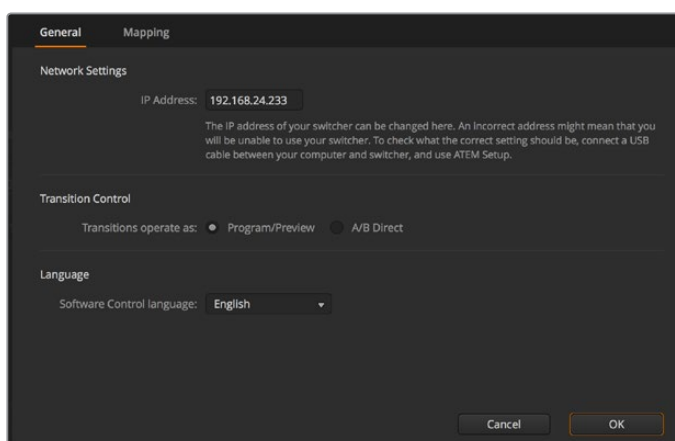 General Mapping
Network Settings
IP Address: 192.168.24.233
The IP address of your switcher can be changed here. An incorrect address might mean that you
will be unable to use your switcher. To check what the correct setting should be, connect a USB
cable between your computer and switcher, and use ATEM Setup.
Transition Control
Transitions operate as: Program/Preview A/B Direct
Language
Software Control language: English
Cancel OK